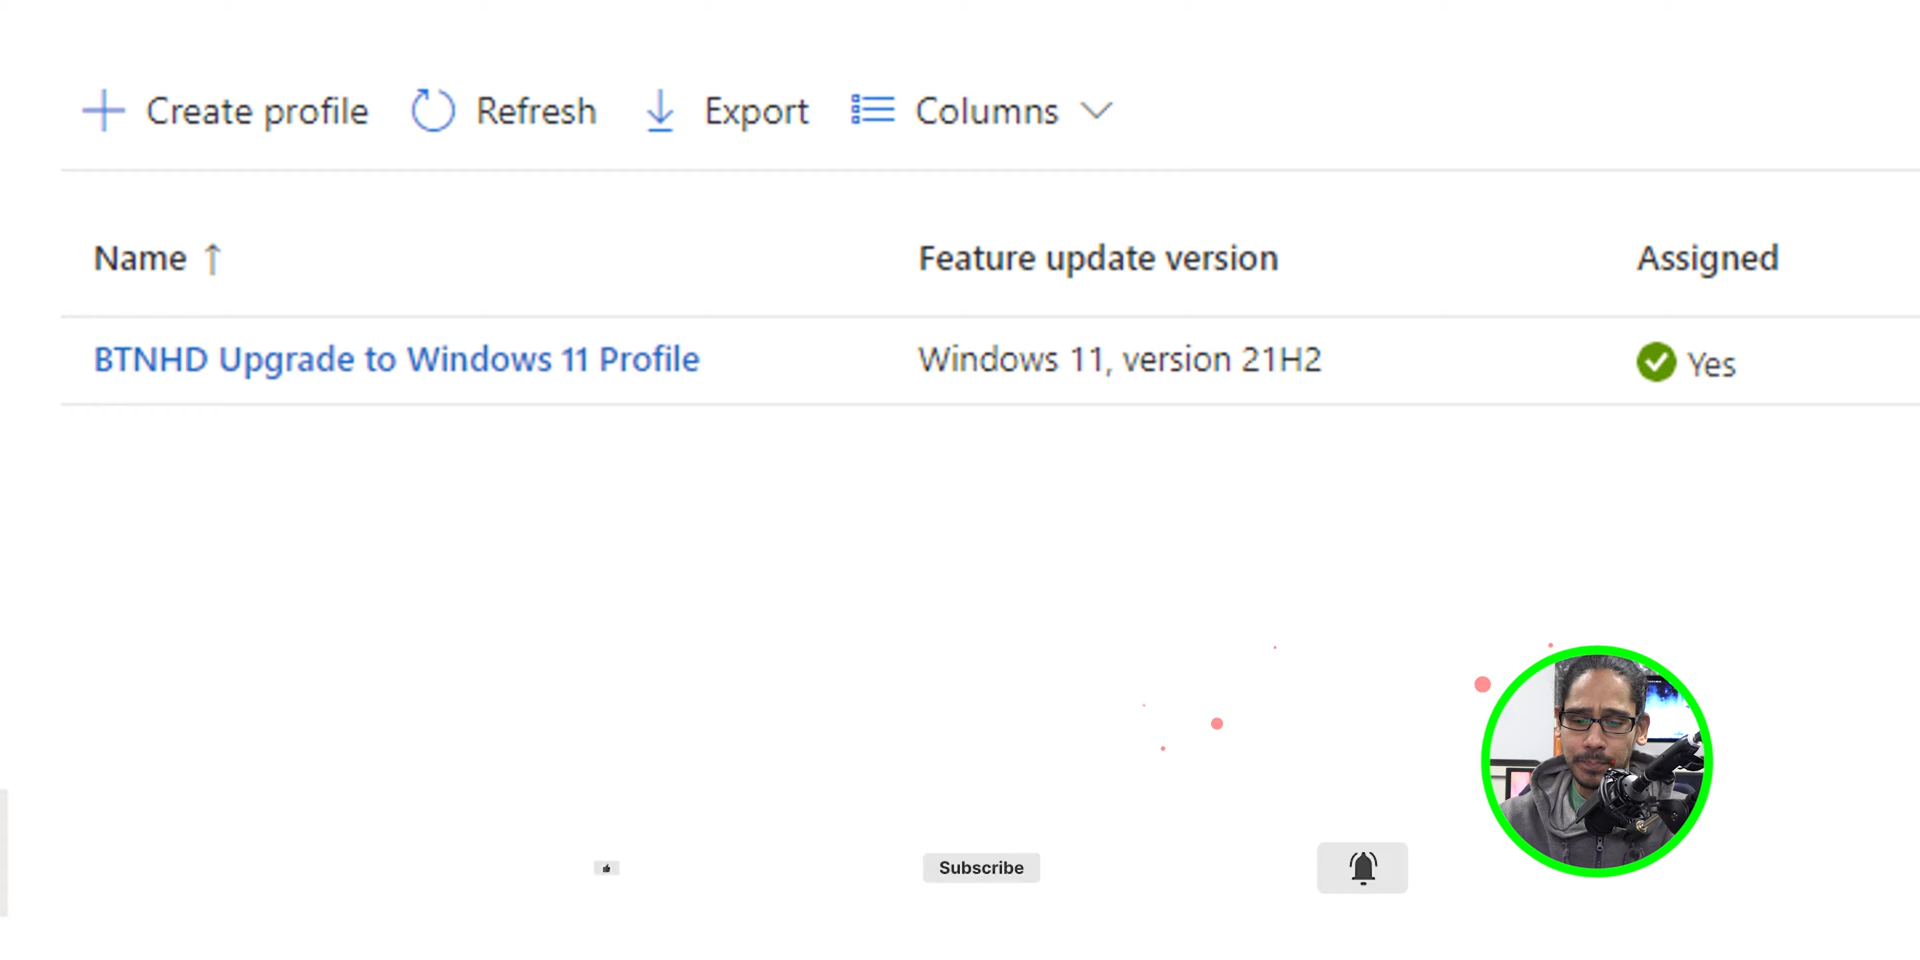 Create profile Refresh Export Columns
Name Feature update version Assigned
BTNHD Upgrade to Windows 11 Profile Windows 11, version 21H2 Yes
Subscribe